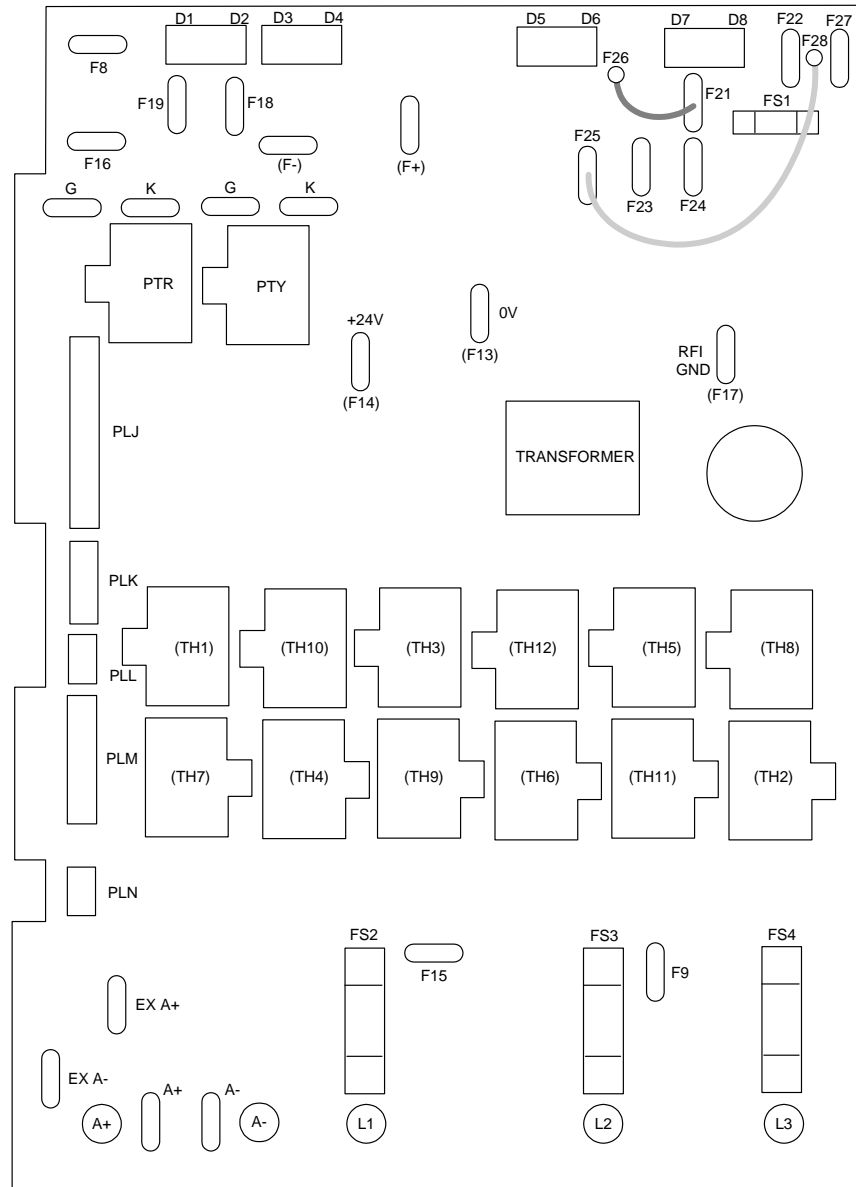 D1 D2 D3 D4 D5 D6 D7 D8 F22 F27
F8 F26 F28
F19 F18 F21 FS1
F16 (F-) (F+) F25
G K G K F23 F24
PTR PTY
+24V 0V
(F14) (F13) RFI
GND
(F17)
PLJ TRANSFORMER
PLK
(TH1) (TH10) (TH3) (TH12) (TH5) (TH8)
PLL
PLM (TH7) (TH4) (TH9) (TH6) (TH11) (TH2)
PLN
FS2 FS3 FS4
F15 F9
EX A+
EX A-
A+ A-
A+ A- L1 L2 L3